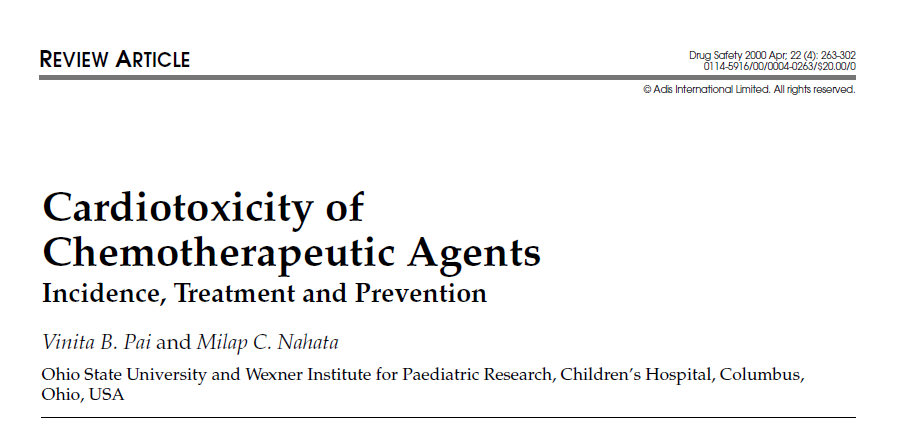 REVIEW ARTICLE
Drug Safety 2000 Apr; 22 (4): 263-302
0114-5916/00/0004-0263/$20.00/0
© Adis International Limited. All rights reserved.
Cardiotoxicity of
Chemotherapeutic Agents
Incidence, Treatment and Prevention
Vinita B. Pai and Milap C. Nahata
Ohio State University and Wexner Institute for Paediatric Research, Children’s Hospital, Columbus,
Ohio, USA